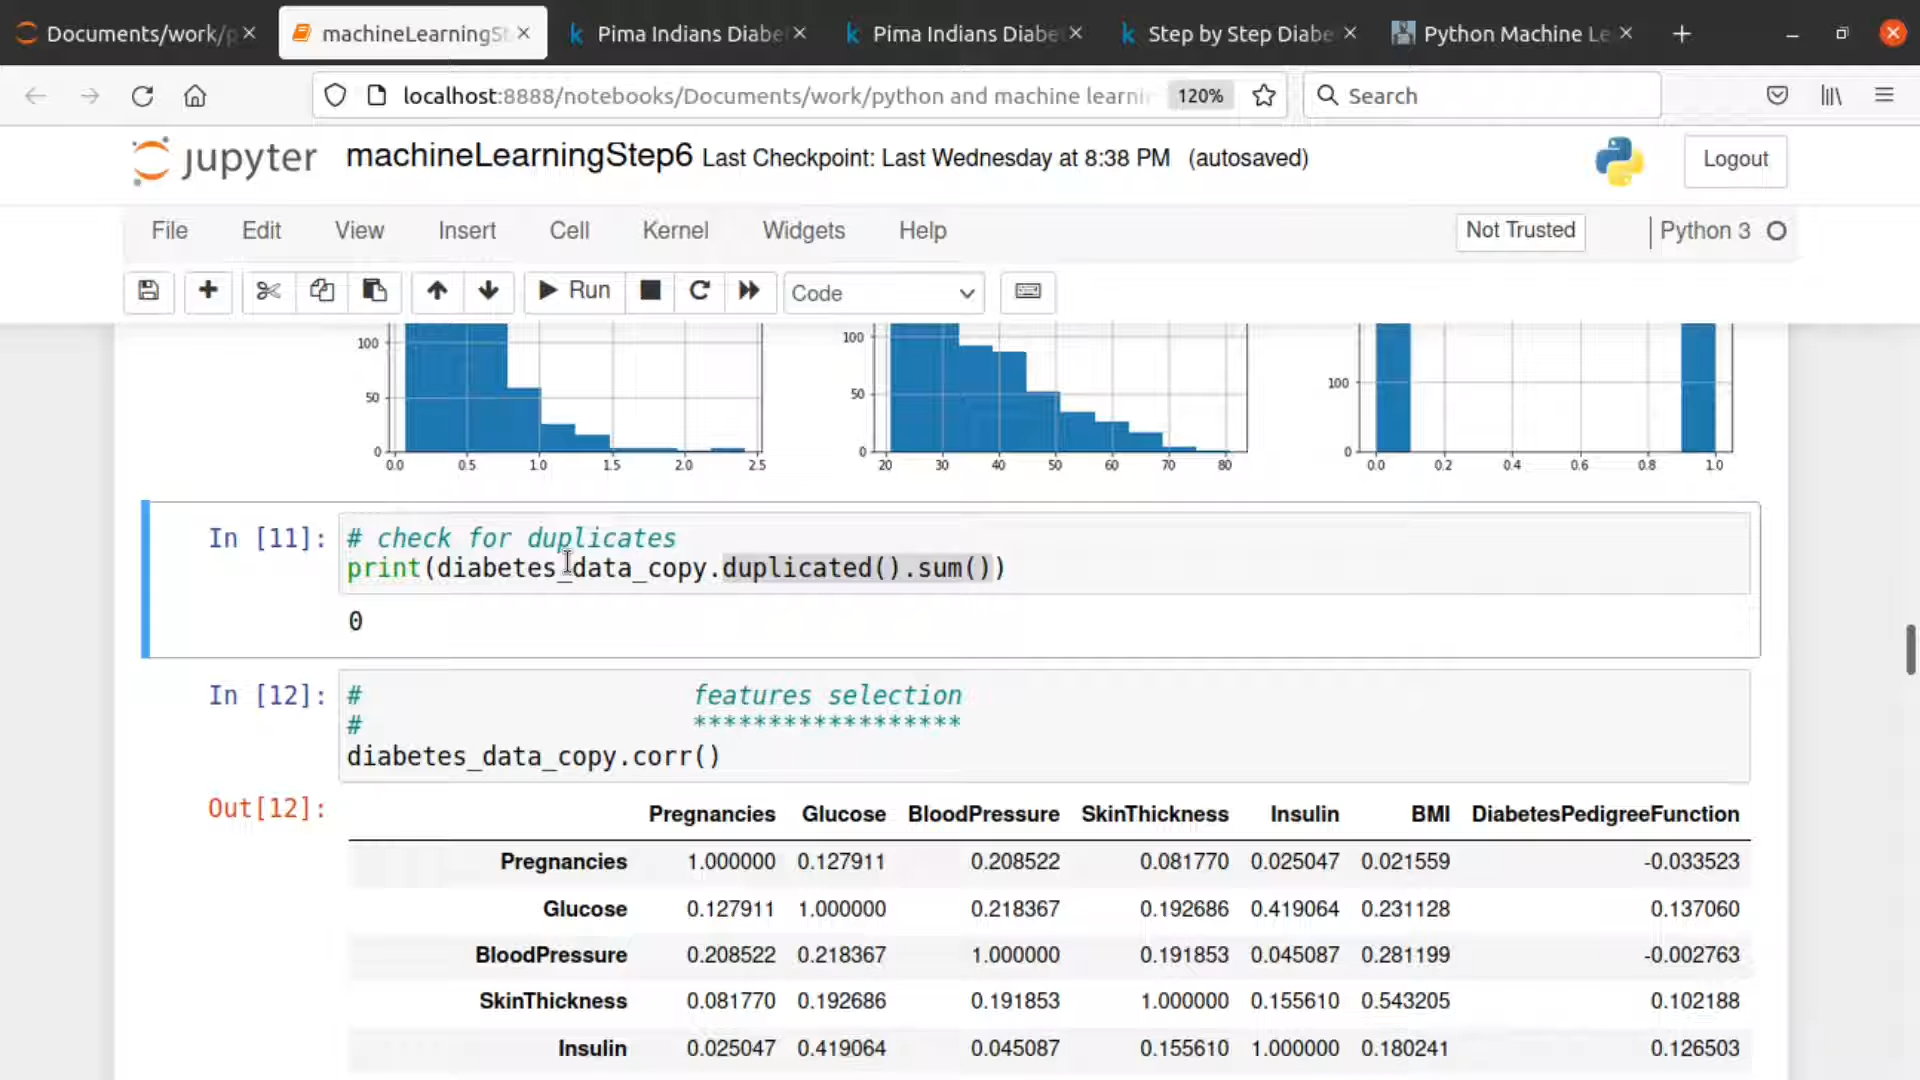 Documents/work/p
machineLearningSt
Pima Indians Diabe
Pima Indians Diabe
Step by Step Diabe
Python Machine Le
localhost:8888/notebooks/Documents/work/python and machine learni
120%
Search
jupyter
machineLearningStep6 Last Checkpoint: Last Wednesday at 8:38 PM (autosaved)
Logout
File Edit View Insert Cell Kernel Widgets Help
Not Trusted
Python 3
Run
Code
100
50
0
0.0 0.5 1.0 1.5 2.0 2.5
100
50
0
20 30 40 50 60 70 80
100
0
0.0 0.2 0.4 0.6 0.8 1.0
In [11]: # check for duplicates
print(diabetes_data_copy.duplicated().sum())
0
In [12]: # features selection
# ******************
diabetes_data_copy.corr()
Out[12]:
Pregnancies Glucose BloodPressure SkinThickness Insulin BMI DiabetesPedigreeFunction
Pregnancies 1.000000 0.127911 0.208522 0.081770 0.025047 0.021559 -0.033523
Glucose 0.127911 1.000000 0.218367 0.192686 0.419064 0.231128 0.137060
BloodPressure 0.208522 0.218367 1.000000 0.191853 0.045087 0.281199 -0.002763
SkinThickness 0.081770 0.192686 0.191853 1.000000 0.155610 0.543205 0.102188
Insulin 0.025047 0.419064 0.045087 0.155610 1.000000 0.180241 0.126503